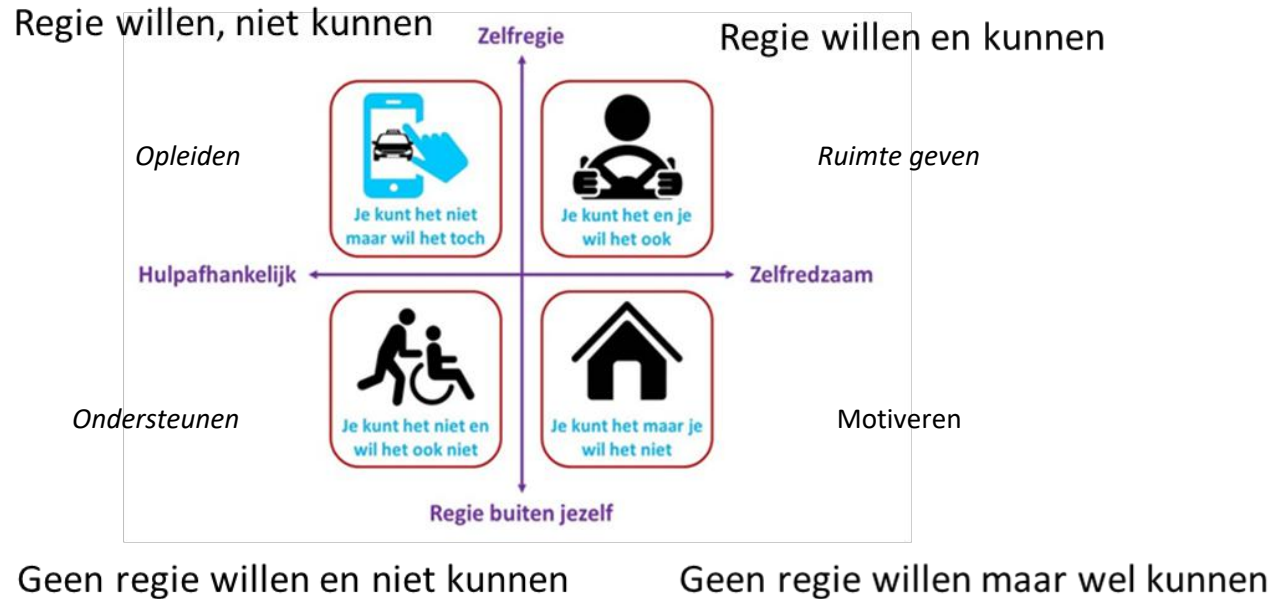 Regie willen, niet kunnen
Zelfregie
Regie willen en kunnen
Opleiden
Ruimte geven
Je kunt het niet
maar wil het toch
Je kunt het en je
wil het ook
Hulpafhankelijk
Zelfredzaam
Ondersteunen
Je kunt het niet en
wil het ook niet
Je kunt het maar je
wil het niet
Motiveren
Regie buiten jezelf
Geen regie willen en niet kunnen
Geen regie willen maar wel kunnen